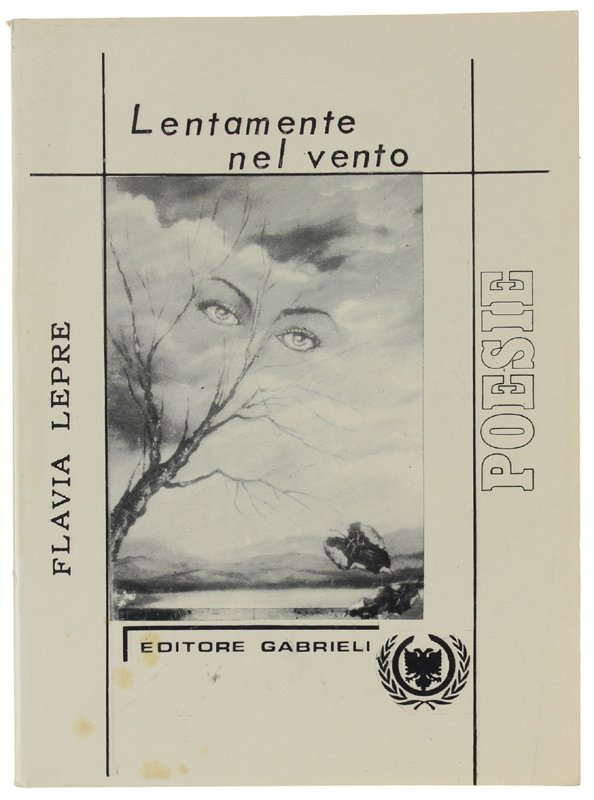 Lentamente
nel vento
FLAVIA LEPRE
POESIE
EDITORE GABRIELI